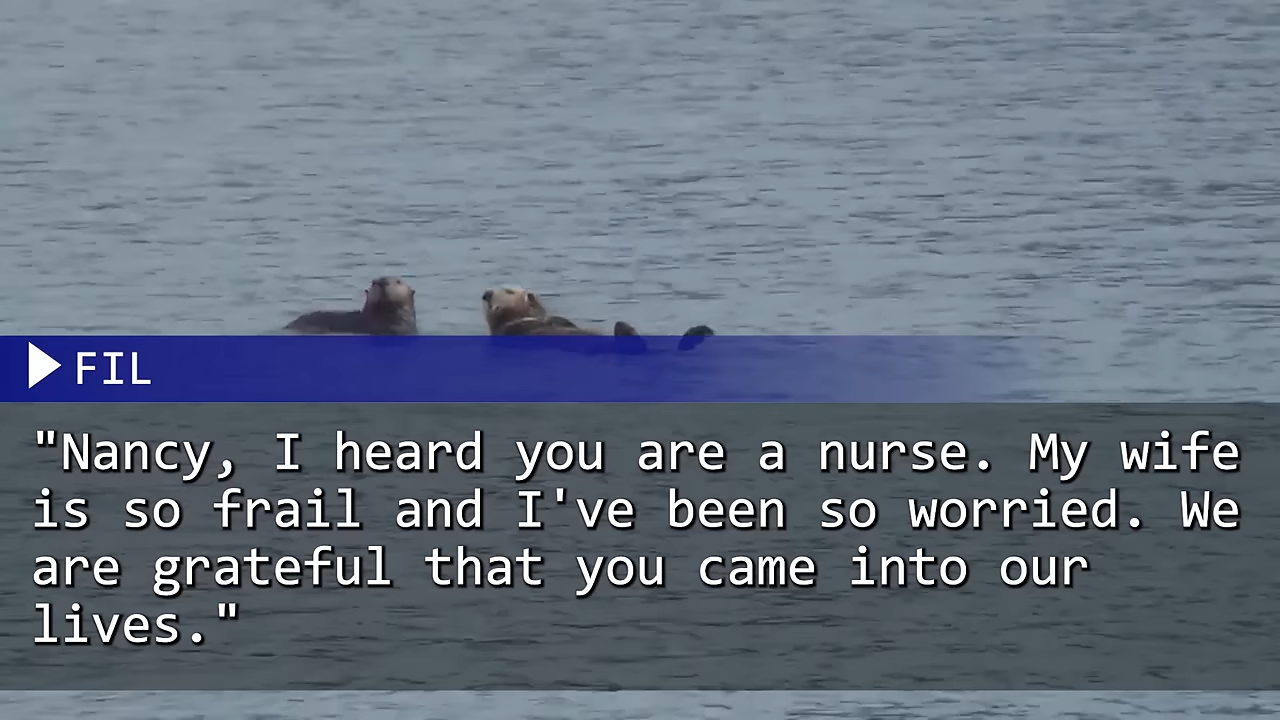 FIL
"Nancy, I heard you are a nurse. My wife
is so frail and I've been so worried. We
are grateful that you came into our
lives."